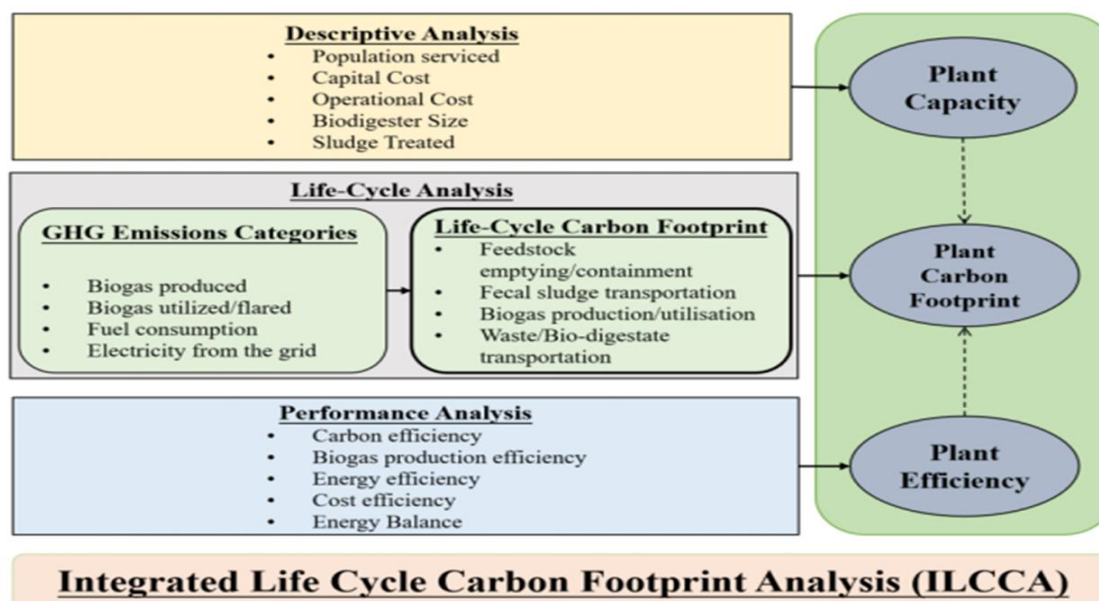 Descriptive Analysis
• Population serviced
• Capital Cost
• Operational Cost
• Biodigester Size
• Sludge Treated
Plant
Capacity
Life-Cycle Analysis
GHG Emissions Categories
• Biogas produced
• Biogas utilized/flared
• Fuel consumption
• Electricity from the grid
Life-Cycle Carbon Footprint
• Feedstock
emptying/containment
• Fecal sludge transportation
• Biogas production/utilisation
• Waste/Bio-digestate
transportation
Plant
Carbon
Footprint
Performance Analysis
• Carbon efficiency
• Biogas production efficiency
• Energy efficiency
• Cost efficiency
• Energy Balance
Plant
Efficiency
Integrated Life Cycle Carbon Footprint Analysis (ILCCA)